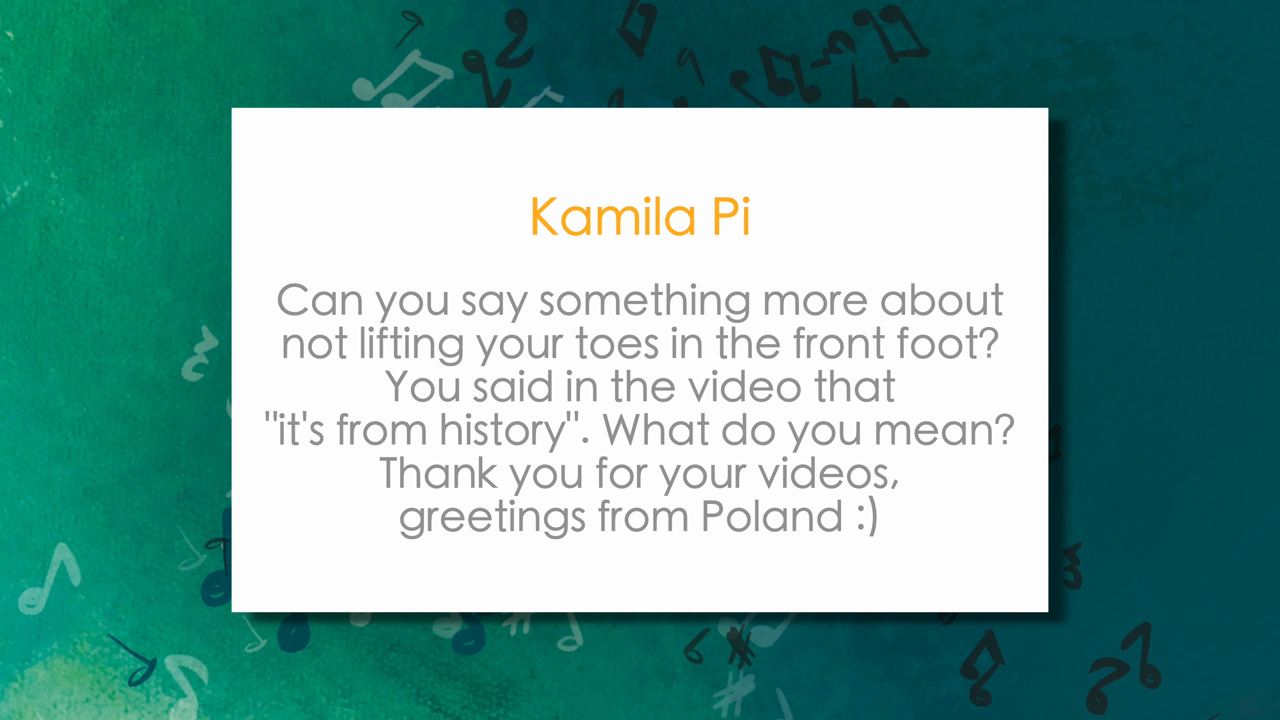 Kamila Pi
Can you say something more about
not lifting your toes in the front foot?
You said in the video that
"it's from history". What do you mean?
Thank you for your videos,
greetings from Poland :)